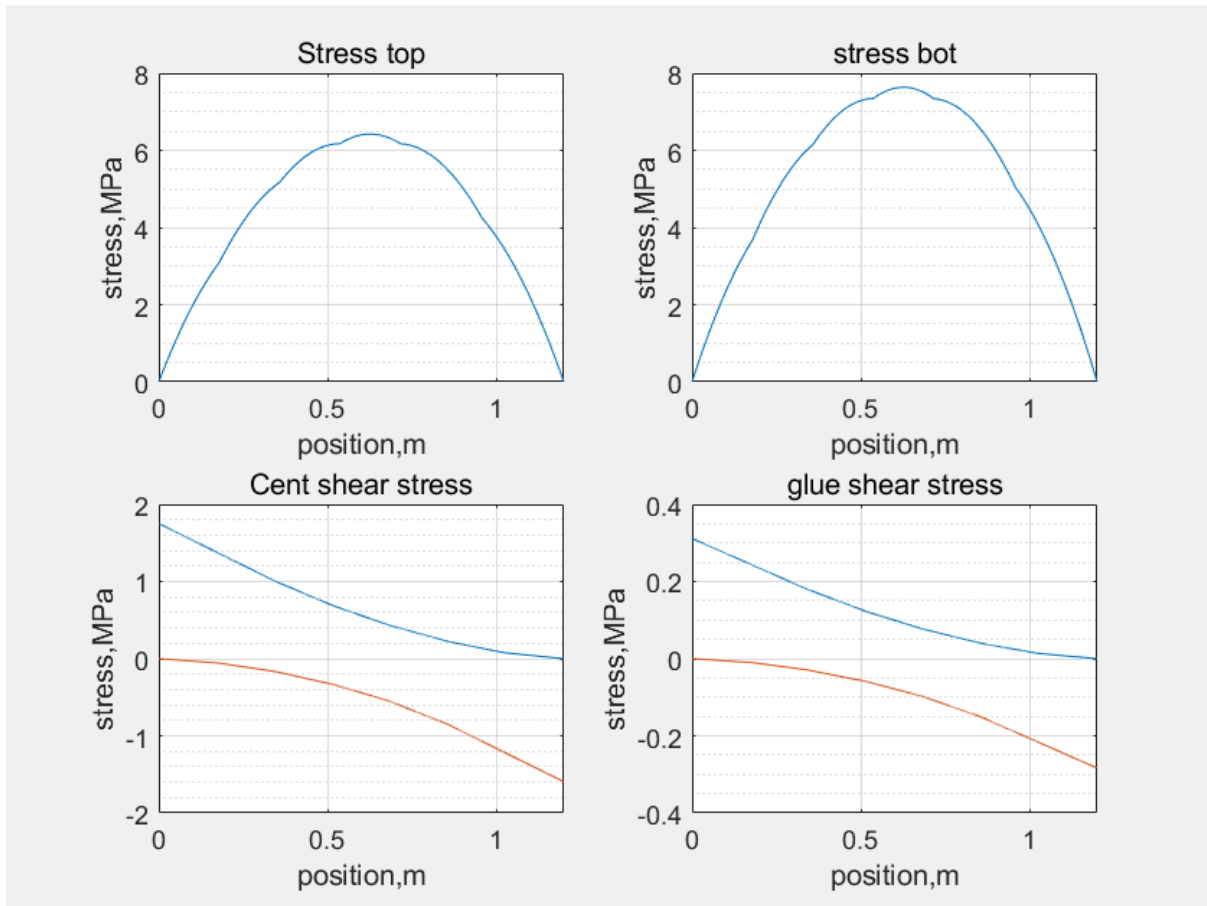 Stress top
8
6
4
2
0
stress,MPa
0
0.5
1
position,m
stress bot
8
6
4
2
0
stress,MPa
0
0.5
1
position,m
Cent shear stress
2
1
0
-1
-2
stress,MPa
0
0.5
1
position,m
glue shear stress
0.4
0.2
0
-0.2
-0.4
stress,MPa
0
0.5
1
position,m